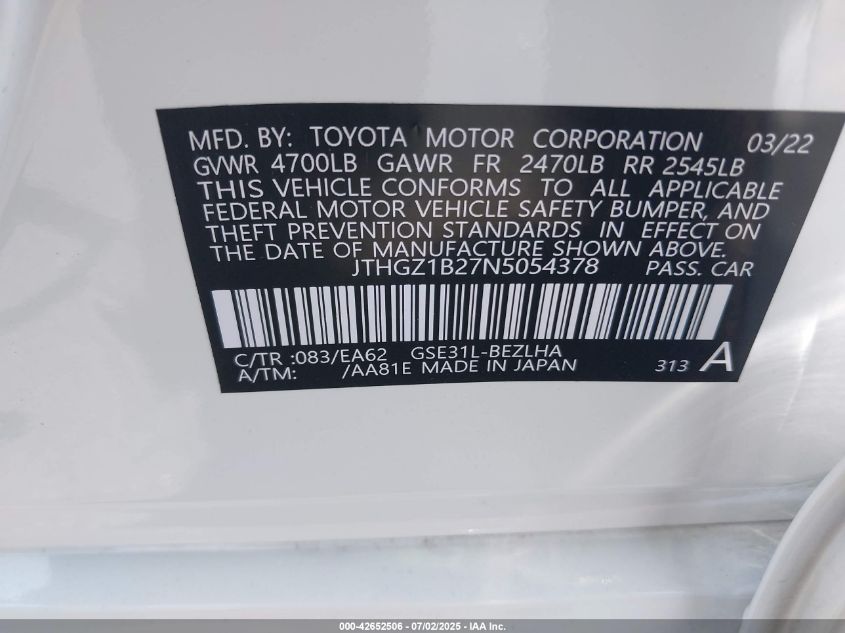 MFD. BY: TOYOTA MOTOR CORPORATION 03/22
GVWR 4700LB GAWR FR 2470LB RR 2545LB
THIS VEHICLE CONFORMS TO ALL APPLICABLE
FEDERAL MOTOR VEHICLE SAFETY BUMPER, AND
THEFT PREVENTION STANDARDS IN EFFECT ON
THE DATE OF MANUFACTURE SHOWN ABOVE.
JTHGZ1B27N5054378 PASS. CAR
C/TR :083/EA62 GSE31L-BEZLHA
A/TM: /AA81E MADE IN JAPAN 313 A
000-42652506 - 07/02/2025 - IAA Inc.